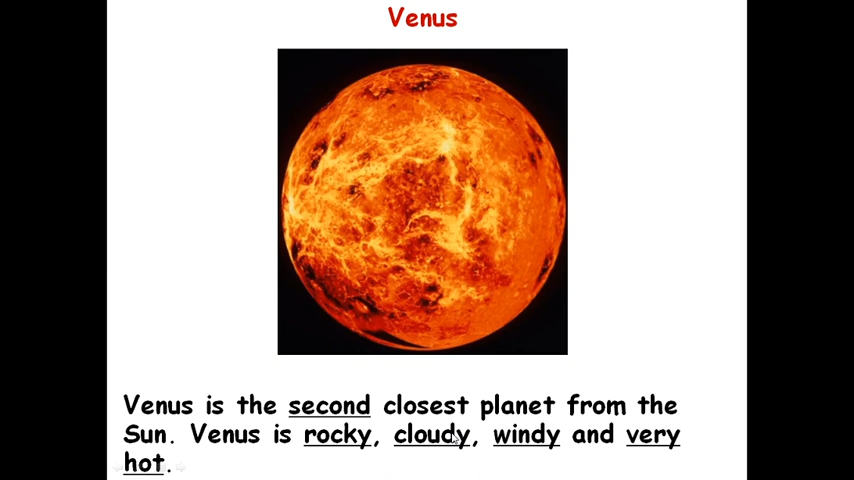 Venus
Venus is the second closest planet from the
Sun. Venus is rocky, cloudy, windy and very
hot.